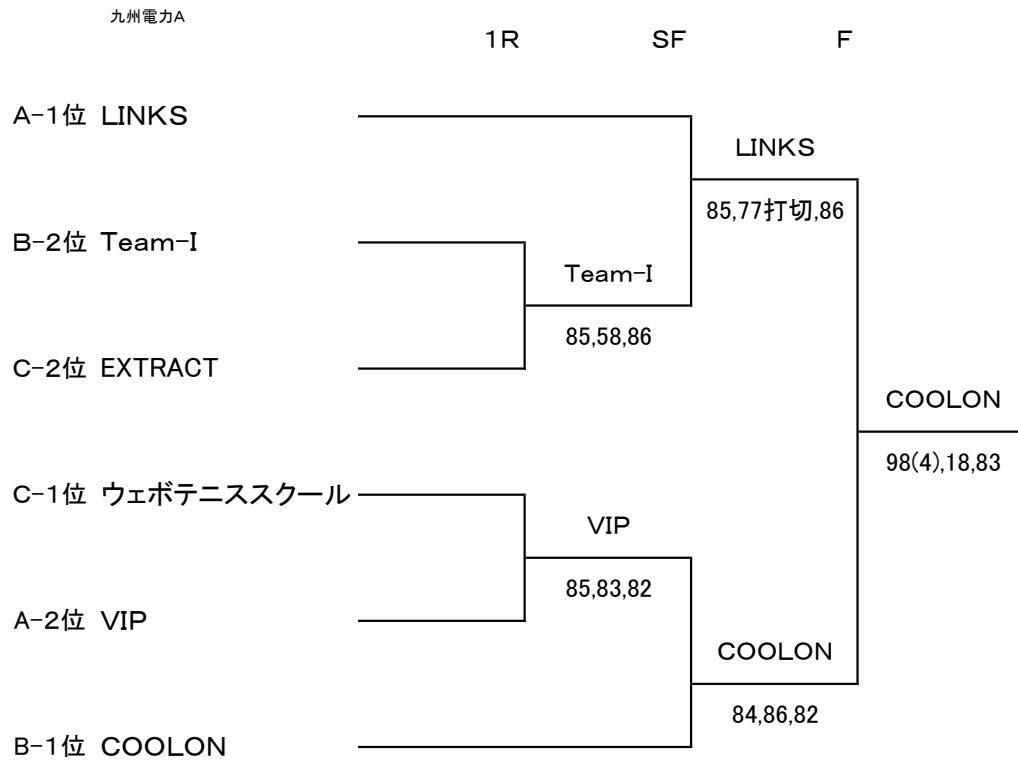 九州電力A
1R SF F
A-1位 LINKS
LINKS
85,77打切,86
B-2位 Team-I
Team-I
85,58,86
C-2位 EXTRACT
COOLON
98(4),18,83
C-1位 ウェボテニススクール
VIP
85,83,82
A-2位 VIP
COOLON
84,86,82
B-1位 COOLON